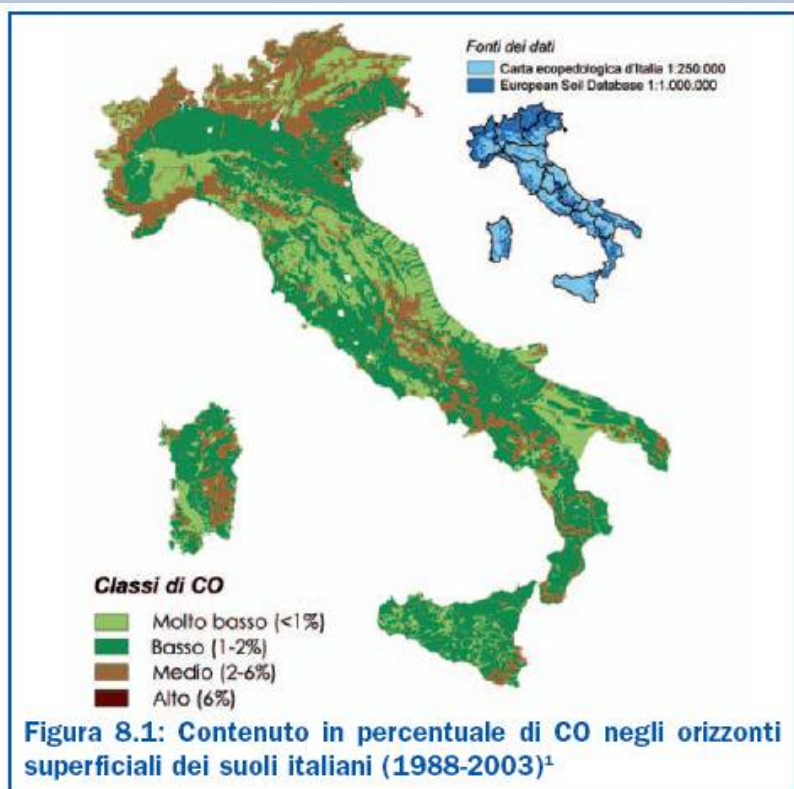 Fonti dei dati
Carta ecopedologica d'Italia 1:250.000
European Soil Database 1:1.000.000
Classi di CO
Molto basso (<1%)
Basso (1-2%)
Medio (2-6%)
Alto (6%)
Figura 8.1: Contenuto in percentuale di CO negli orizzonti
superficiali dei suoli italiani (1988-2003)¹